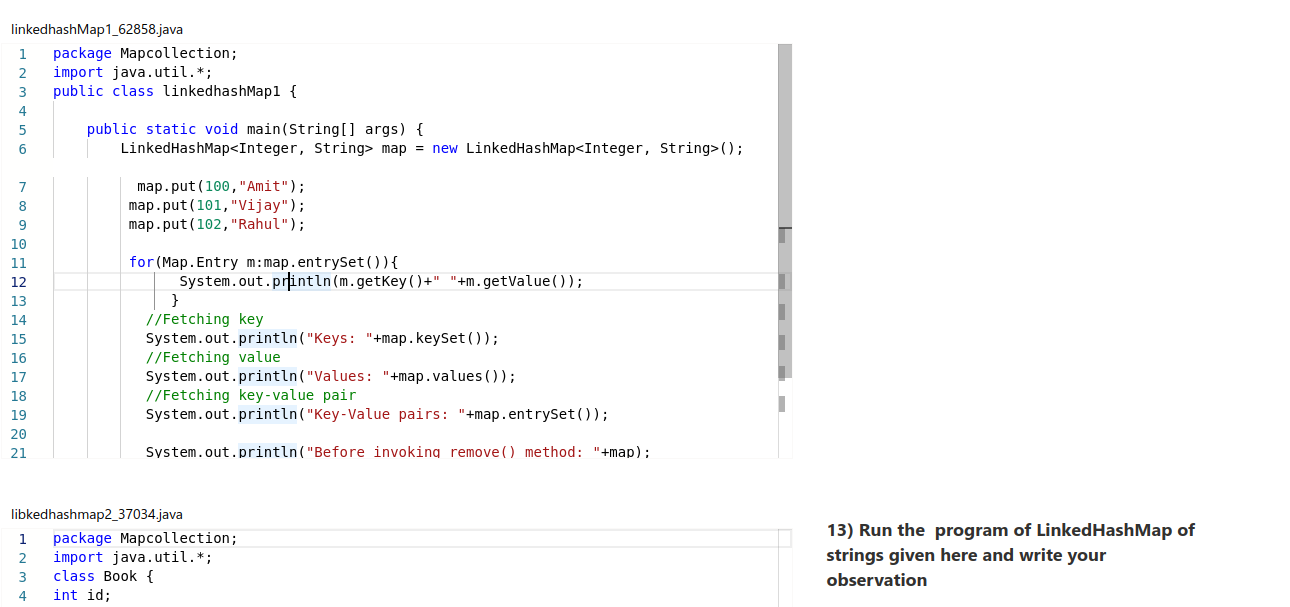 linkedhashMap1_62858.java
1 package Mapcollection;
2 import java.util.*;
3 public class linkedhashMap1 {
4
5 public static void main(String[] args) {
6 LinkedHashMap<Integer, String> map = new LinkedHashMap<Integer, String>();
7 map.put(100,"Amit");
8 map.put(101,"Vijay");
9 map.put(102,"Rahul");
10
11 for(Map.Entry m:map.entrySet()){
12 System.out.println(m.getKey()+" "+m.getValue());
13 }
14 //Fetching key
15 System.out.println("Keys: "+map.keySet());
16 //Fetching value
17 System.out.println("Values: "+map.values());
18 //Fetching key-value pair
19 System.out.println("Key-Value pairs: "+map.entrySet());
20
21 System.out.println("Before invoking remove() method: "+map);
libkedhashmap2_37034.java
1 package Mapcollection;
2 import java.util.*;
3 class Book {
4 int id;
13) Run the program of LinkedHashMap of
strings given here and write your
observation